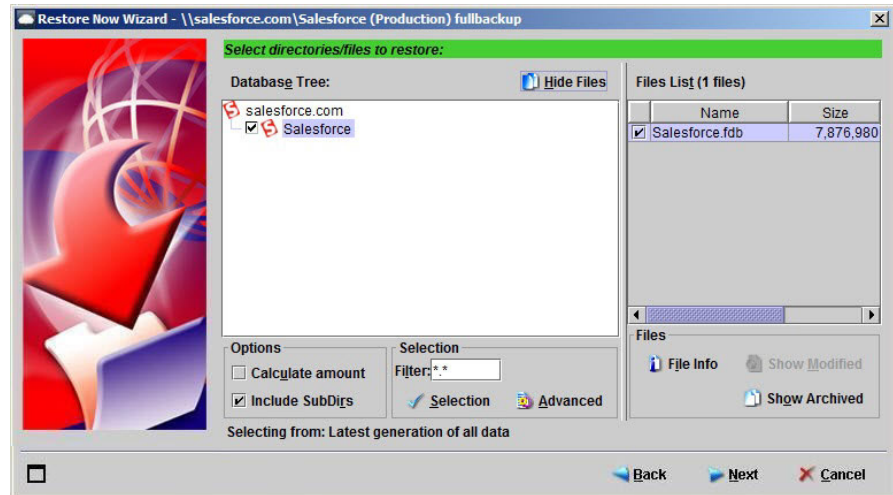 Restore Now Wizard - \\salesforce.com\Salesforce (Production) fullbackup
Select directories/files to restore:
Database Tree:
Hide Files
salesforce.com
Salesforce
Files List (1 files)
Name Size
Salesforce.fdb 7,876,980
Options
Calculate amount
Include SubDirs
Selection
Filter: *.*
Selection
Advanced
Files
File Info
Show Modified
Show Archived
Selecting from: Latest generation of all data
Back
Next
Cancel